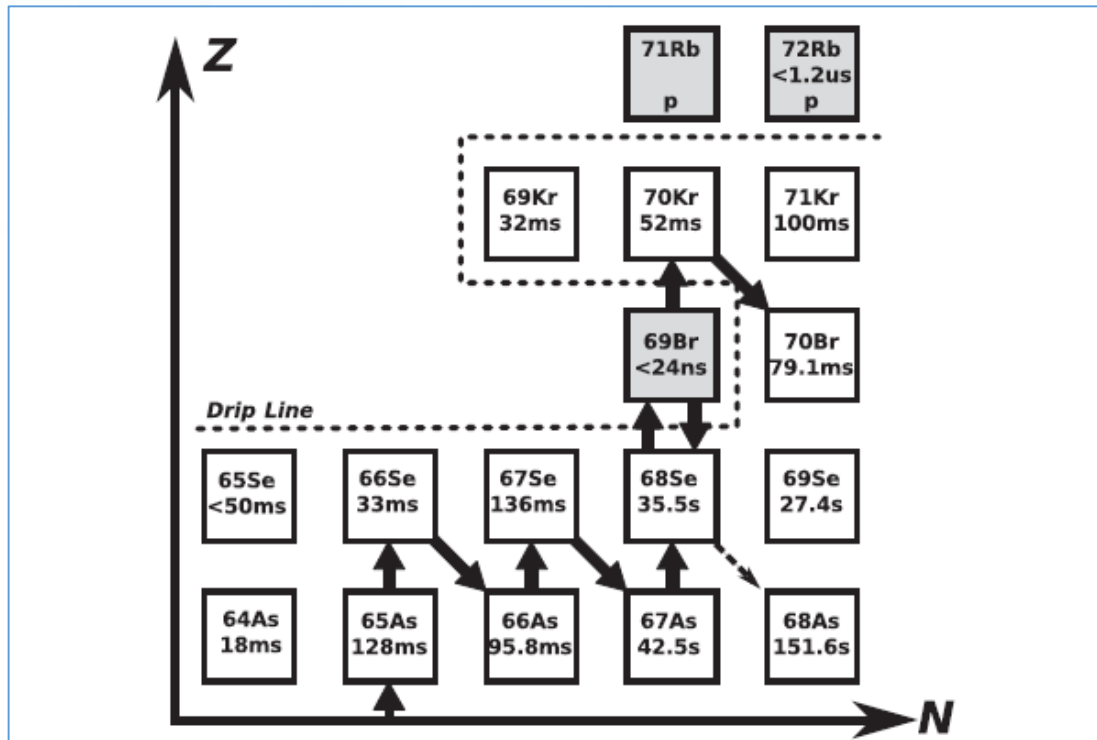 Z
71Rb
p
72Rb
<1.2us
p
69Kr
32ms
70Kr
52ms
71Kr
100ms
69Br
<24ns
70Br
79.1ms
Drip Line
65Se
<50ms
66Se
33ms
67Se
136ms
68Se
35.5s
69Se
27.4s
64As
18ms
65As
128ms
66As
95.8ms
67As
42.5s
68As
151.6s
N